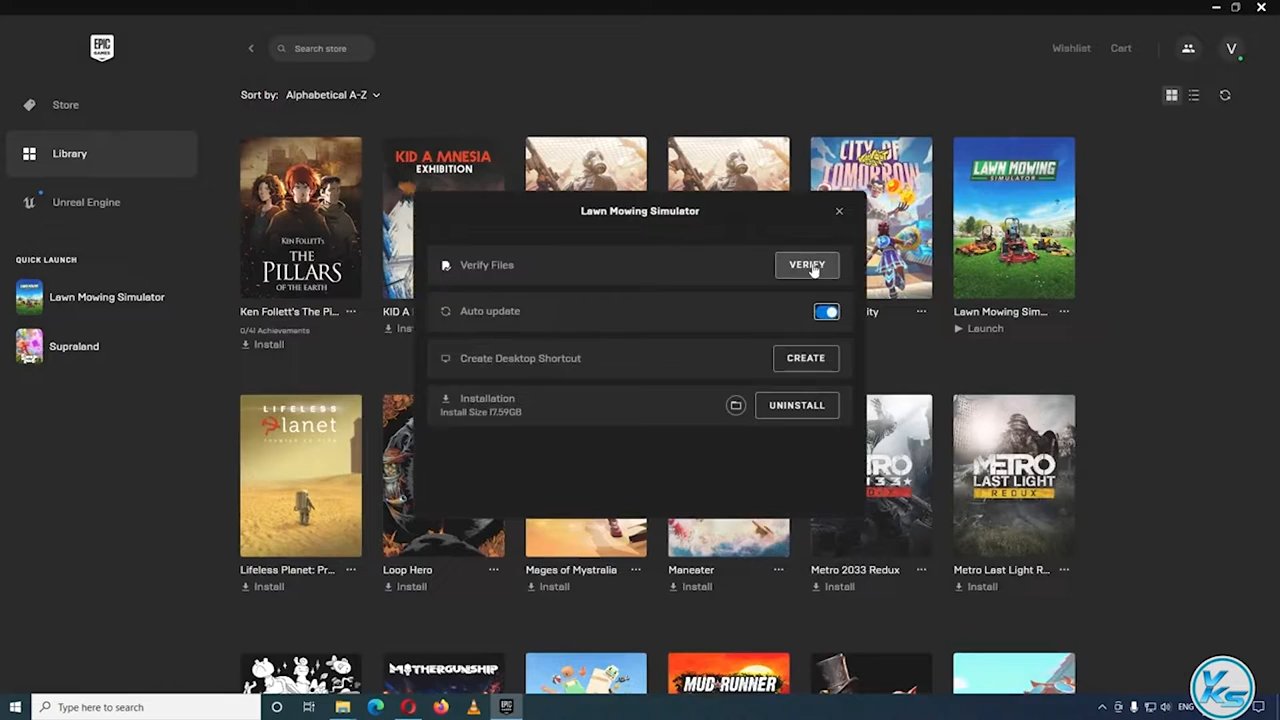 EPIC
GAMES
Search store
Wishlist
Cart
V
Store
Sort by: Alphabetical A-Z
Library
Unreal Engine
QUICK LAUNCH
Lawn Mowing Simulator
Supraland
KEN FOLLETT'S
THE
PILLARS
OF THE EARTH
KID A MNESIA
EXHIBITION
CITY OF
TOMORROW
LAWN MOWING
SIMULATOR
Ken Follett's The Pi...
0/41 Achievements
Install
KID A
Lawn Mowing Sim...
Launch
Lawn Mowing Simulator
Verify Files
VERIFY
Auto update
Create Desktop Shortcut
CREATE
Installation
Install Size 17.59GB
UNINSTALL
LIFELESS
Planet
METRO
LAST LIGHT
REDUX
Lifeless Planet: Pr...
Loop Hero
Mages of Mystralia
Maneater
Metro 2033 Redux
Metro Last Light R...
Install
Install
Install
Install
Install
Install
MOTHERGUNSHIP
MUD RUNNER
Type here to search
EPIC
ENG
YKS